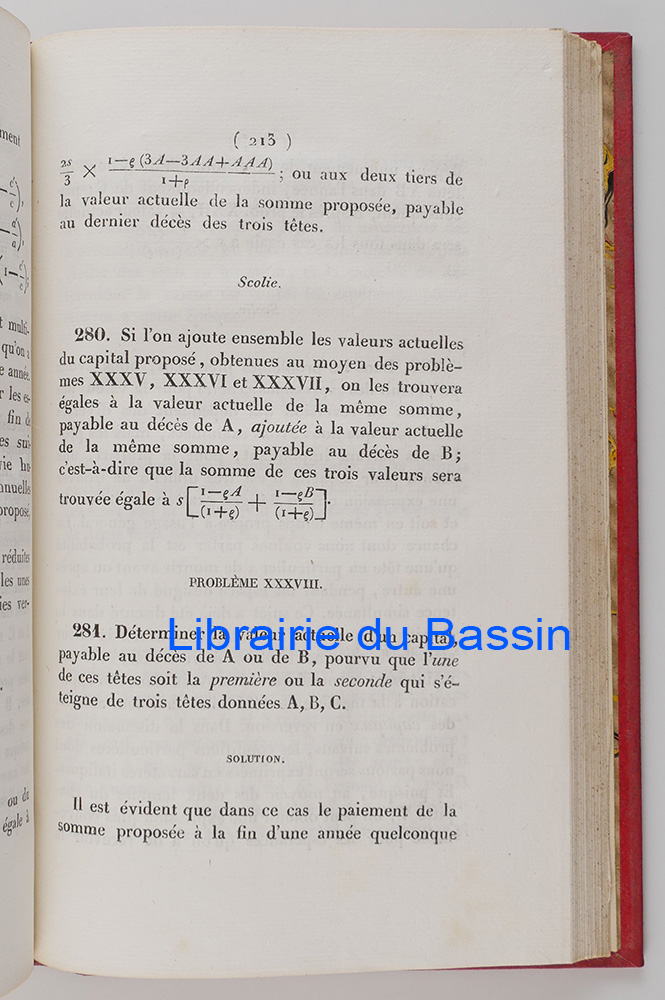 ( 213 )
2s/3 × 1—ϱ (3A—3AA+AAA)/1+ρ ; ou aux deux tiers de
la valeur actuelle de la somme proposée, payable
au dernier décès des trois têtes.
Scolie.
280. Si l'on ajoute ensemble les valeurs actuelles
du capital proposé, obtenues au moyen des problè-
mes XXXV, XXXVI et XXXVII, on les trouvera
égales à la valeur actuelle de la même somme,
payable au décès de A, ajoutée à la valeur actuelle
de la même somme, payable au décès de B;
c'est-à-dire que la somme de ces trois valeurs sera
trouvée égale à s[1—ϱA/(1+ϱ) + 1—ϱB/(1+ϱ)].
PROBLÈME XXXVIII.
281. Déterminer la valeur actuelle d'un capital,
Librairie du Bassin
payable au décès de A ou de B, pourvu que l'une
de ces têtes soit la première ou la seconde qui s'é-
teigne de trois têtes données A, B, C.
SOLUTION.
Il est évident que dans ce cas le paiement de la
somme proposée à la fin d'une année quelconque